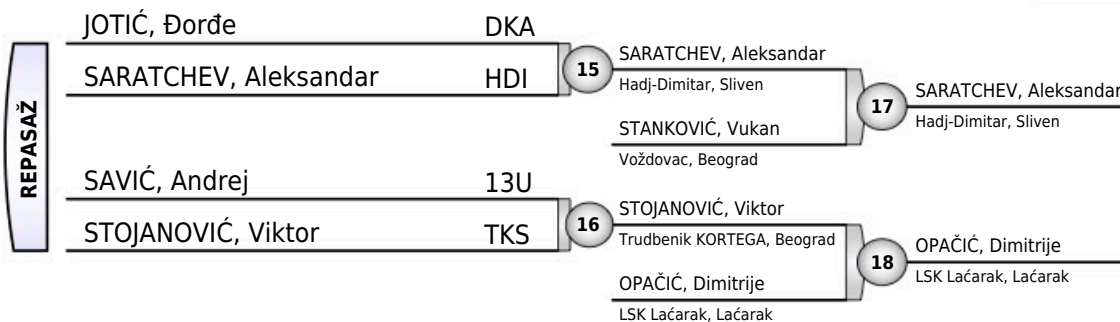 REPASAŽ
JOTIĆ, Đorđe DKA
SARATCHEV, Aleksandar HDI
15
SARATCHEV, Aleksandar
Hadj-Dimitar, Sliven
STANKOVIĆ, Vukan
Voždovac, Beograd
17
SARATCHEV, Aleksandar
Hadj-Dimitar, Sliven
SAVIĆ, Andrej 13U
STOJANOVIĆ, Viktor TKS
16
STOJANOVIĆ, Viktor
Trudbenik KORTEGA, Beograd
OPAČIĆ, Dimitrije
LSK Laćarak, Laćarak
18
OPAČIĆ, Dimitrije
LSK Laćarak, Laćarak